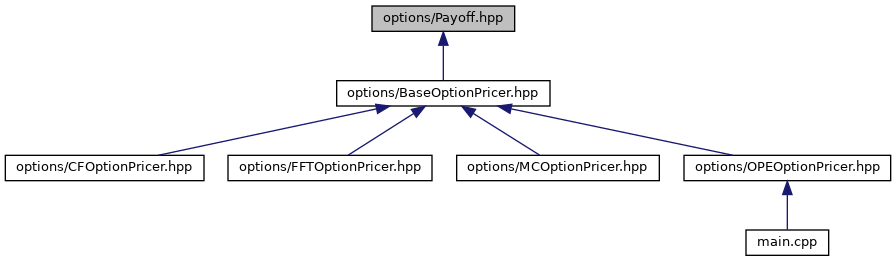 options/Payoff.hpp
options/BaseOptionPricer.hpp
options/CFOptionPricer.hpp
options/FFTOptionPricer.hpp
options/MCOptionPricer.hpp
options/OPEOptionPricer.hpp
main.cpp